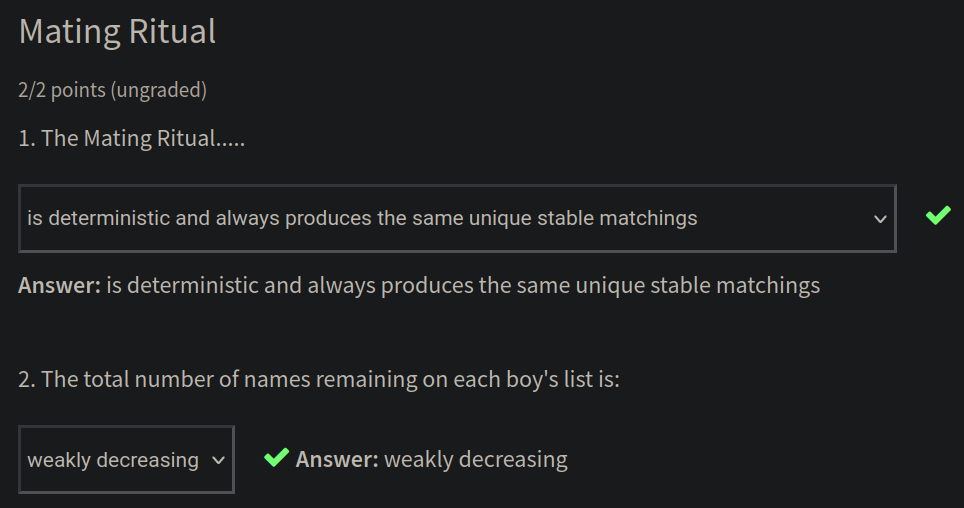 Mating Ritual
2/2 points (ungraded)
1. The Mating Ritual.....
is deterministic and always produces the same unique stable matchings
Answer: is deterministic and always produces the same unique stable matchings
2. The total number of names remaining on each boy's list is:
weakly decreasing Answer: weakly decreasing